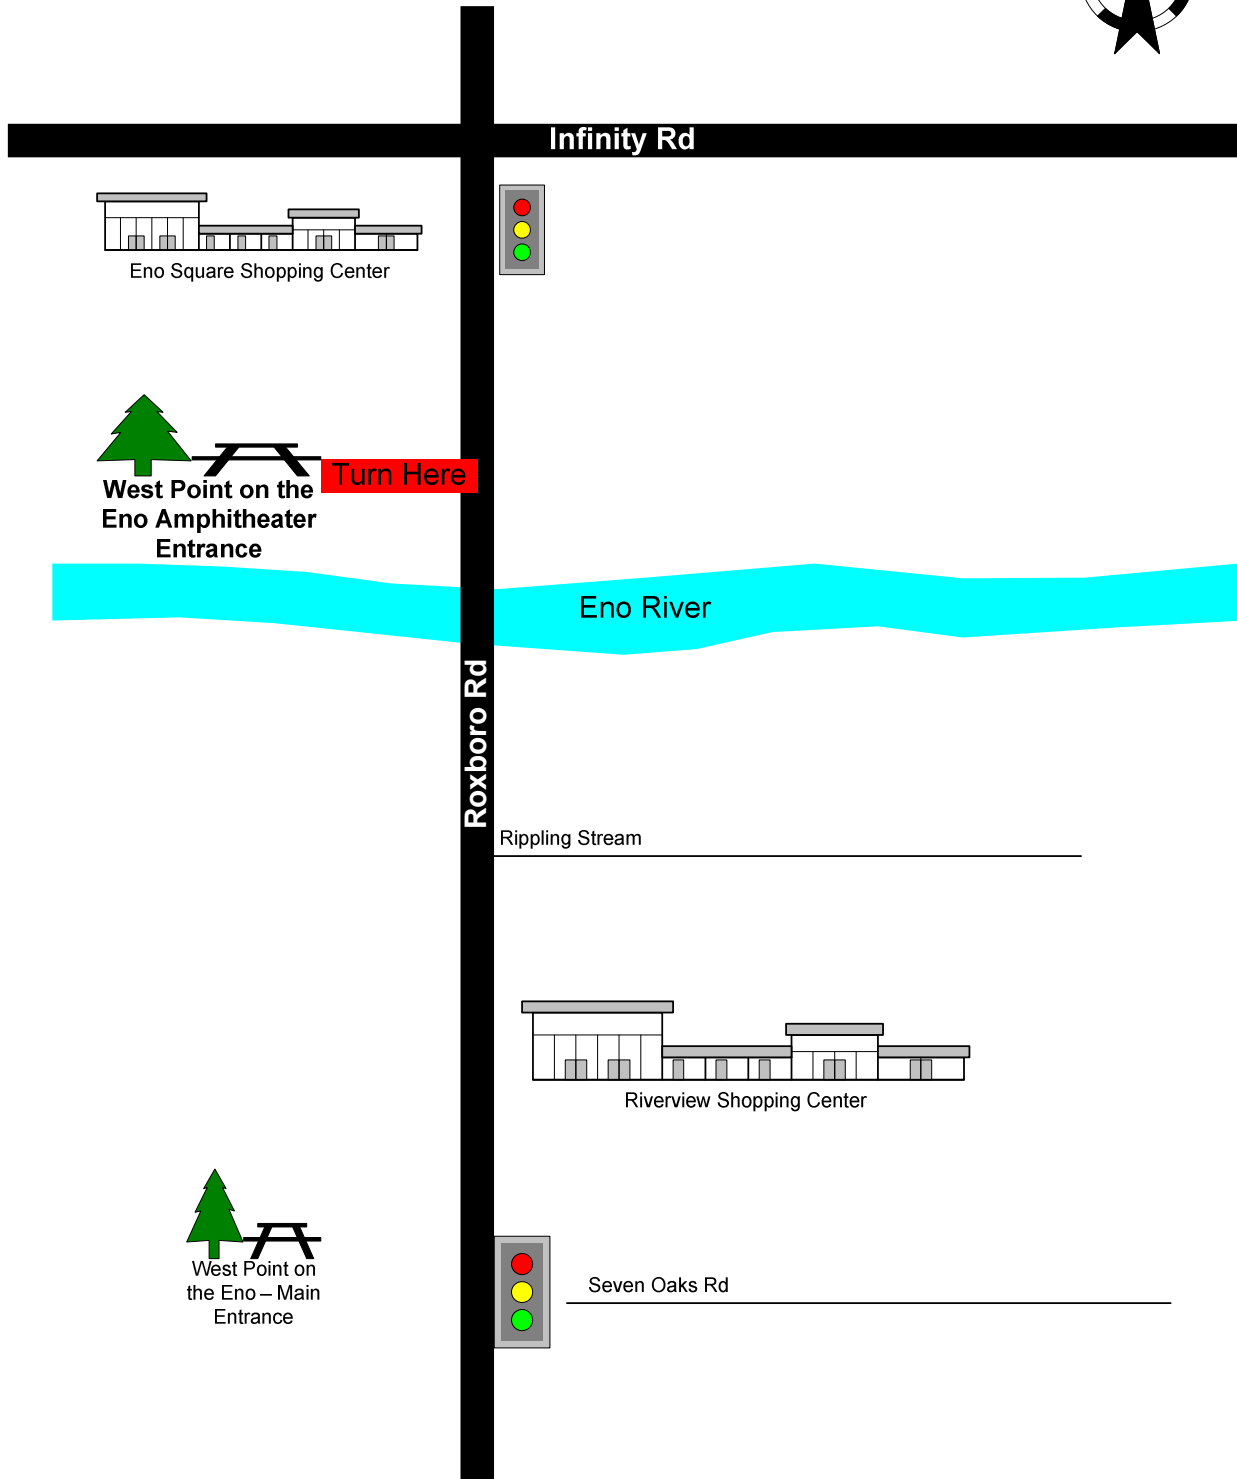 Infinity Rd
Eno Square Shopping Center
Turn Here
West Point on the
Eno Amphitheater
Entrance
Eno River
Roxboro Rd
Rippling Stream
Riverview Shopping Center
West Point on
the Eno – Main
Entrance
Seven Oaks Rd